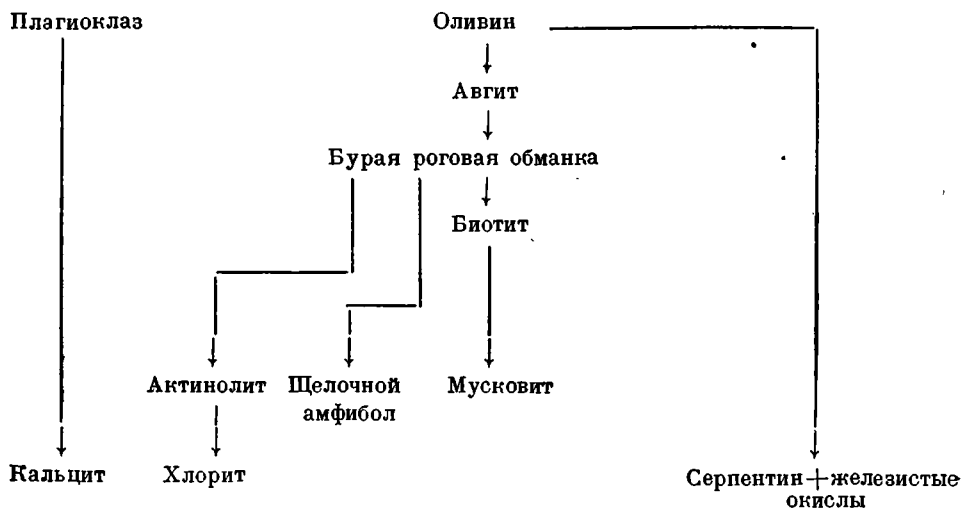 Плагиоклаз
Оливин
Авгит
Бурая роговая обманка
Биотит
Актинолит
Щелочной
амфибол
Мусковит
Кальцит
Хлорит
Серпентин+железистые
окислы